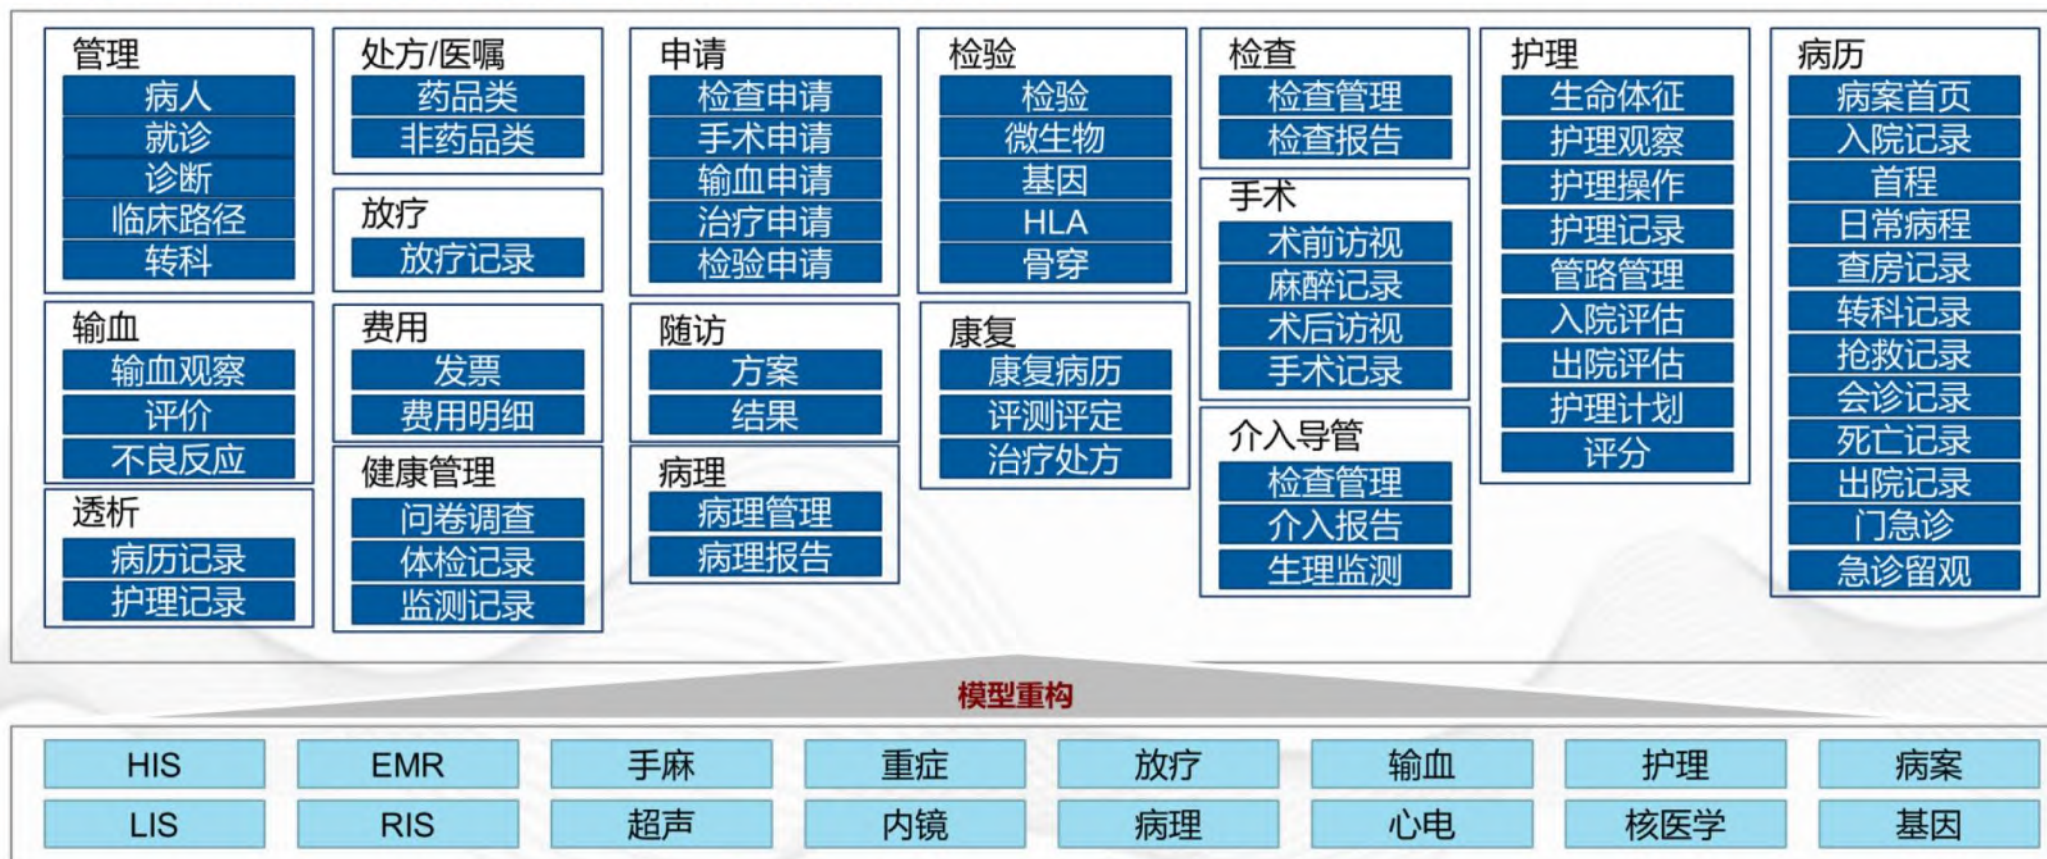 管理
病人
就诊
诊断
临床路径
转科
输血
输血观察
评价
不良反应
透析
病历记录
护理记录
处方/医嘱
药品类
非药品类
放疗
放疗记录
费用
发票
费用明细
健康管理
问卷调查
体检记录
监测记录
申请
检查申请
手术申请
输血申请
治疗申请
检验申请
随访
方案
结果
病理
病理管理
病理报告
检验
检验
微生物
基因
HLA
骨穿
康复
康复病历
评测评定
治疗处方
检查
检查管理
检查报告
手术
术前访视
麻醉记录
术后访视
手术记录
介入导管
检查管理
介入报告
生理监测
护理
生命体征
护理观察
护理操作
护理记录
管路管理
入院评估
出院评估
护理计划
评分
病历
病案首页
入院记录
首程
日常病程
查房记录
转科记录
抢救记录
会诊记录
死亡记录
出院记录
门急诊
急诊留观
模型重构
HIS
EMR
手麻
重症
放疗
输血
护理
病案
LIS
RIS
超声
内镜
病理
心电
核医学
基因